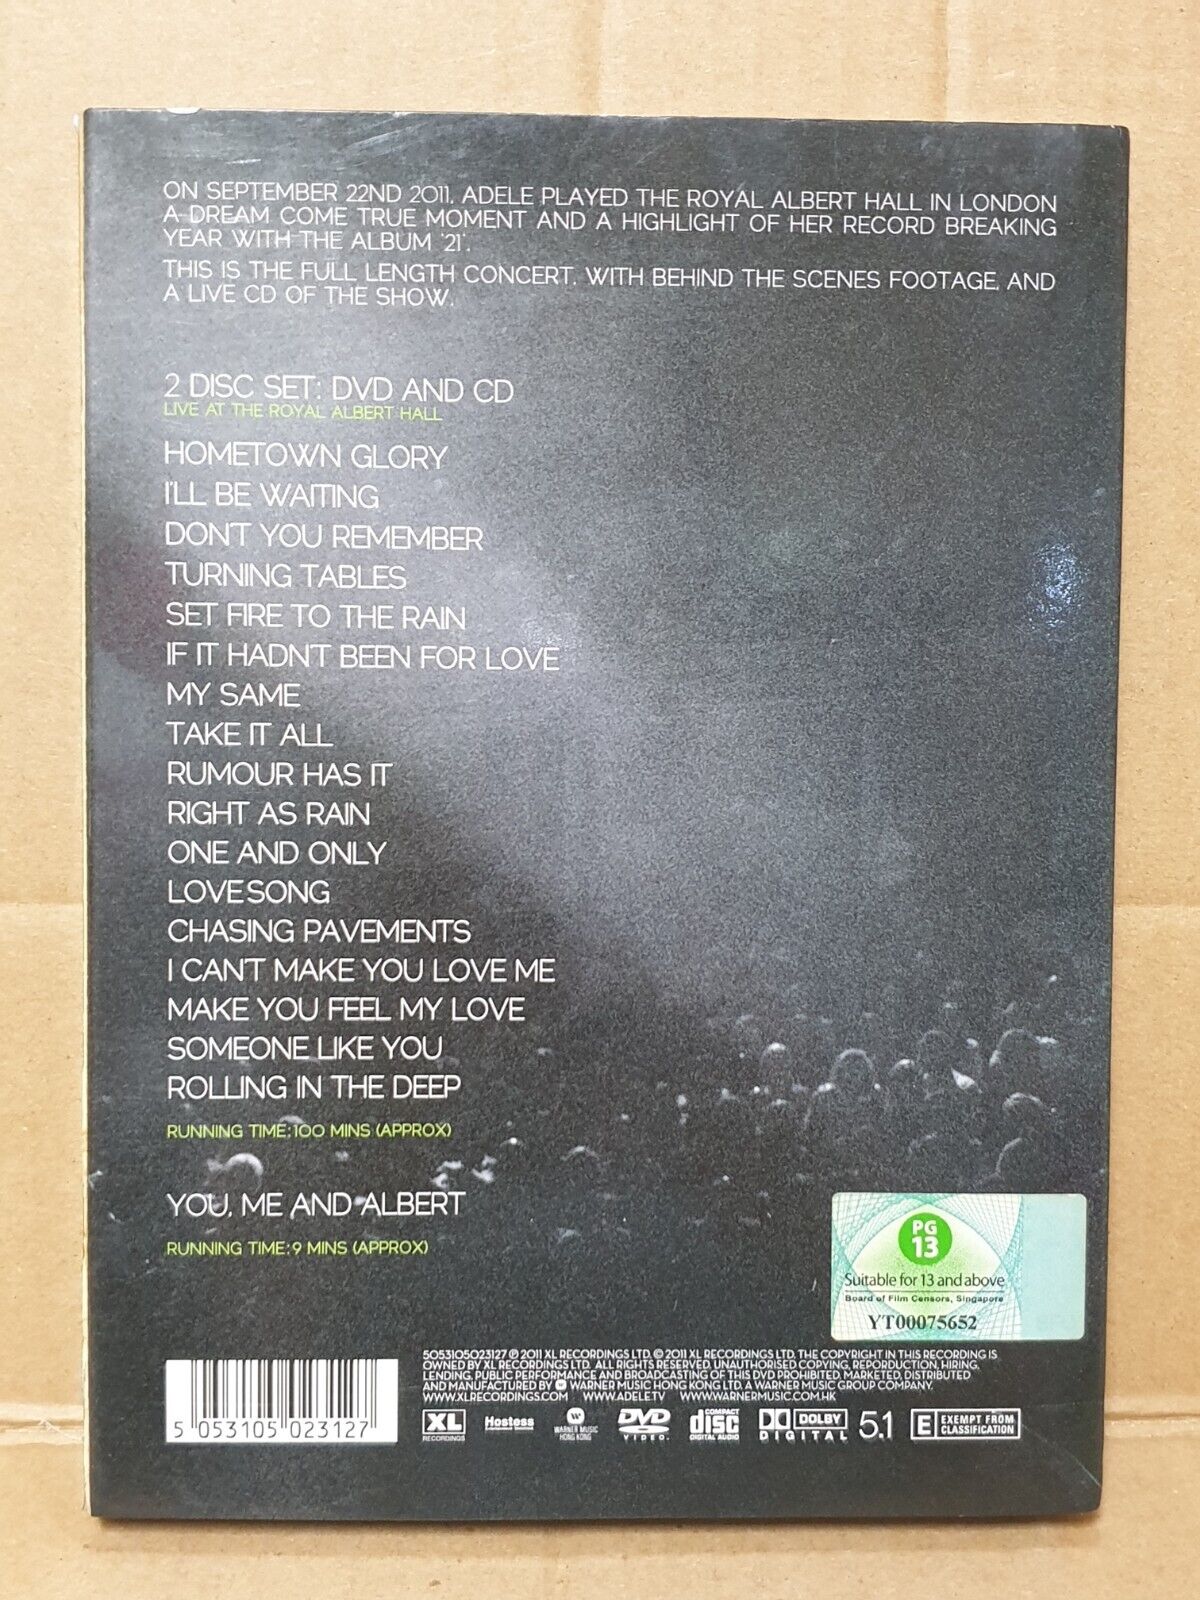 ON SEPTEMBER 22ND 2011, ADELE PLAYED THE ROYAL ALBERT HALL IN LONDON
A DREAM COME TRUE MOMENT AND A HIGHLIGHT OF HER RECORD BREAKING
YEAR WITH THE ALBUM '21'.
THIS IS THE FULL LENGTH CONCERT, WITH BEHIND THE SCENES FOOTAGE, AND
A LIVE CD OF THE SHOW.
2 DISC SET: DVD AND CD
LIVE AT THE ROYAL ALBERT HALL
HOMETOWN GLORY
I'LL BE WAITING
DON'T YOU REMEMBER
TURNING TABLES
SET FIRE TO THE RAIN
IF IT HADN'T BEEN FOR LOVE
MY SAME
TAKE IT ALL
RUMOUR HAS IT
RIGHT AS RAIN
ONE AND ONLY
LOVESONG
CHASING PAVEMENTS
I CAN'T MAKE YOU LOVE ME
MAKE YOU FEEL MY LOVE
SOMEONE LIKE YOU
ROLLING IN THE DEEP
RUNNING TIME: 100 MINS (APPROX)
YOU, ME AND ALBERT
RUNNING TIME: 9 MINS (APPROX)
PG
13
Suitable for 13 and above
Board of Film Censors, Singapore
YT00075652
5053105023127 ℗ 2011 XL RECORDINGS LTD. © 2011 XL RECORDINGS LTD. THE COPYRIGHT IN THIS RECORDING IS
OWNED BY XL RECORDINGS LTD. ALL RIGHTS RESERVED. UNAUTHORISED COPYING, REPORDUCTION, HIRING,
LENDING, PUBLIC PERFORMANCE AND BROADCASTING OF THIS DVD PROHIBITED. MARKETED, DISTRIBUTED
AND MANUFACTURED BY WARNER MUSIC HONG KONG LTD. A WARNER MUSIC GROUP COMPANY.
WWW.XLRECORDINGS.COM WWW.ADELE.TV WWW.WARNERMUSIC.COM.HK
5 053105 023127
XL RECORDINGS Hostess WARNER MUSIC HONG KONG DVD VIDEO. COMPACT disc DIGITAL AUDIO DOLBY DIGITAL 5.1 E EXEMPT FROM CLASSIFICATION